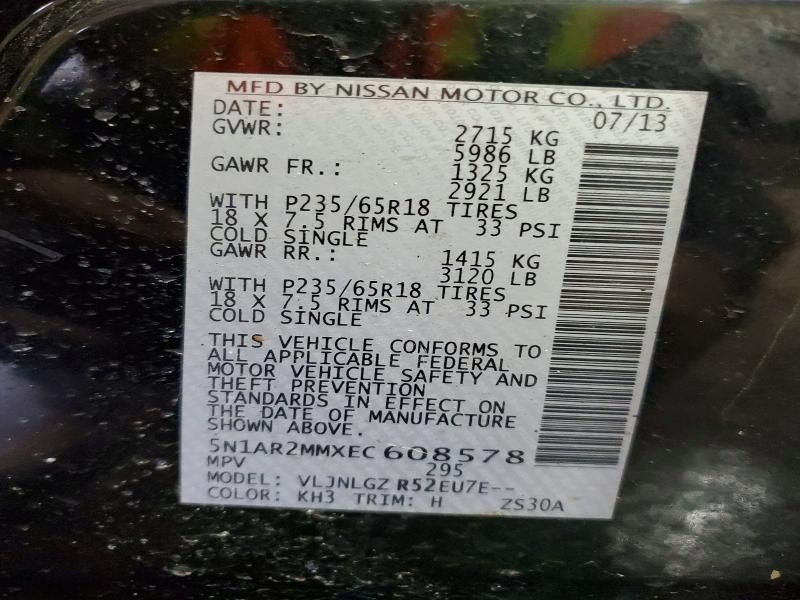 MFD BY NISSAN MOTOR CO., LTD.
DATE: 07/13
GVWR: 2715 KG
5986 LB
GAWR FR.: 1325 KG
2921 LB
WITH P235/65R18 TIRES
18 X 7.5 RIMS AT 33 PSI
COLD SINGLE
GAWR RR.: 1415 KG
3120 LB
WITH P235/65R18 TIRES
18 X 7.5 RIMS AT 33 PSI
COLD SINGLE
THIS VEHICLE CONFORMS TO
ALL APPLICABLE FEDERAL
MOTOR VEHICLE SAFETY AND
THEFT PREVENTION
STANDARDS IN EFFECT ON
THE DATE OF MANUFACTURE
SHOWN ABOVE.
5N1AR2MMXEC608578
MPV 295
MODEL: VLJNLGZ R52EU7E--
COLOR: KH3 TRIM: H ZS30A